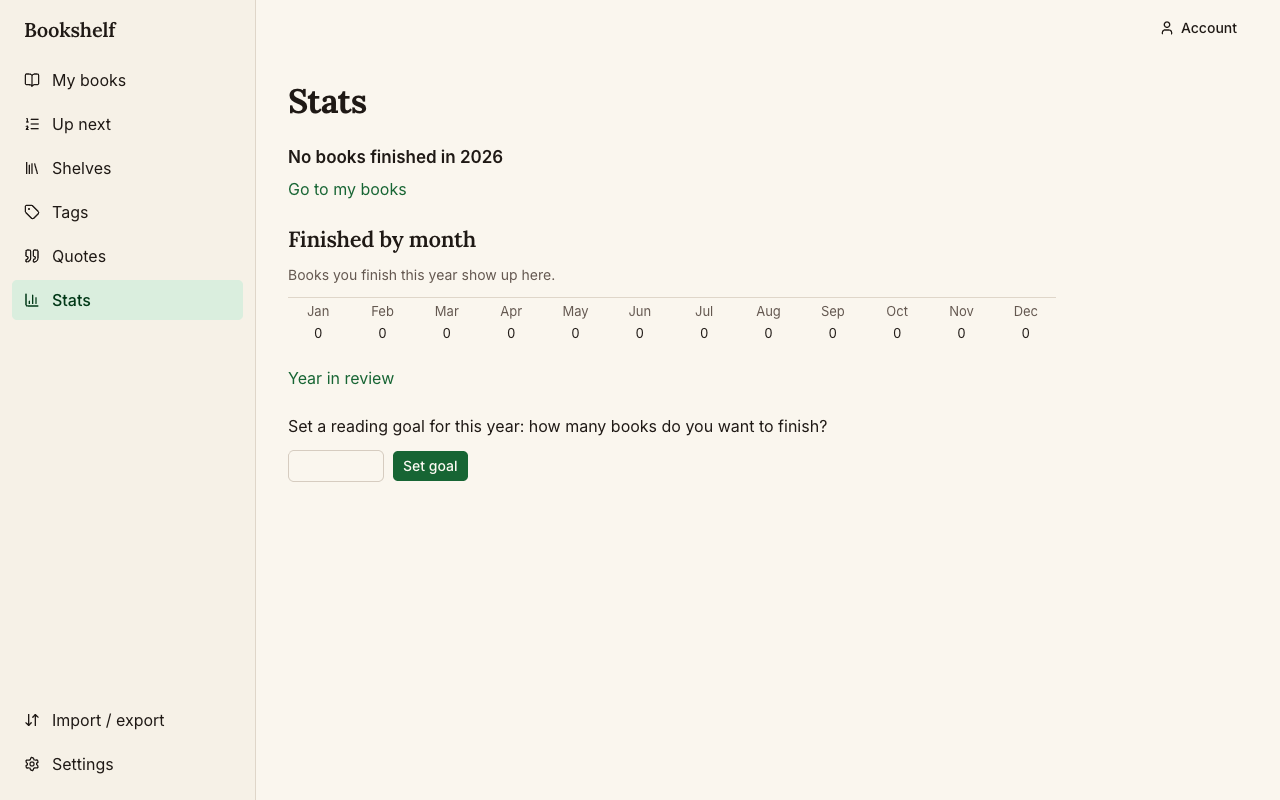 Bookshelf
Account
My books
Up next
Shelves
Tags
Quotes
Stats
Import / export
Settings
Stats
No books finished in 2026
Go to my books
Finished by month
Books you finish this year show up here.
Jan Feb Mar Apr May Jun Jul Aug Sep Oct Nov Dec
0 0 0 0 0 0 0 0 0 0 0 0
Year in review
Set a reading goal for this year: how many books do you want to finish?
Set goal